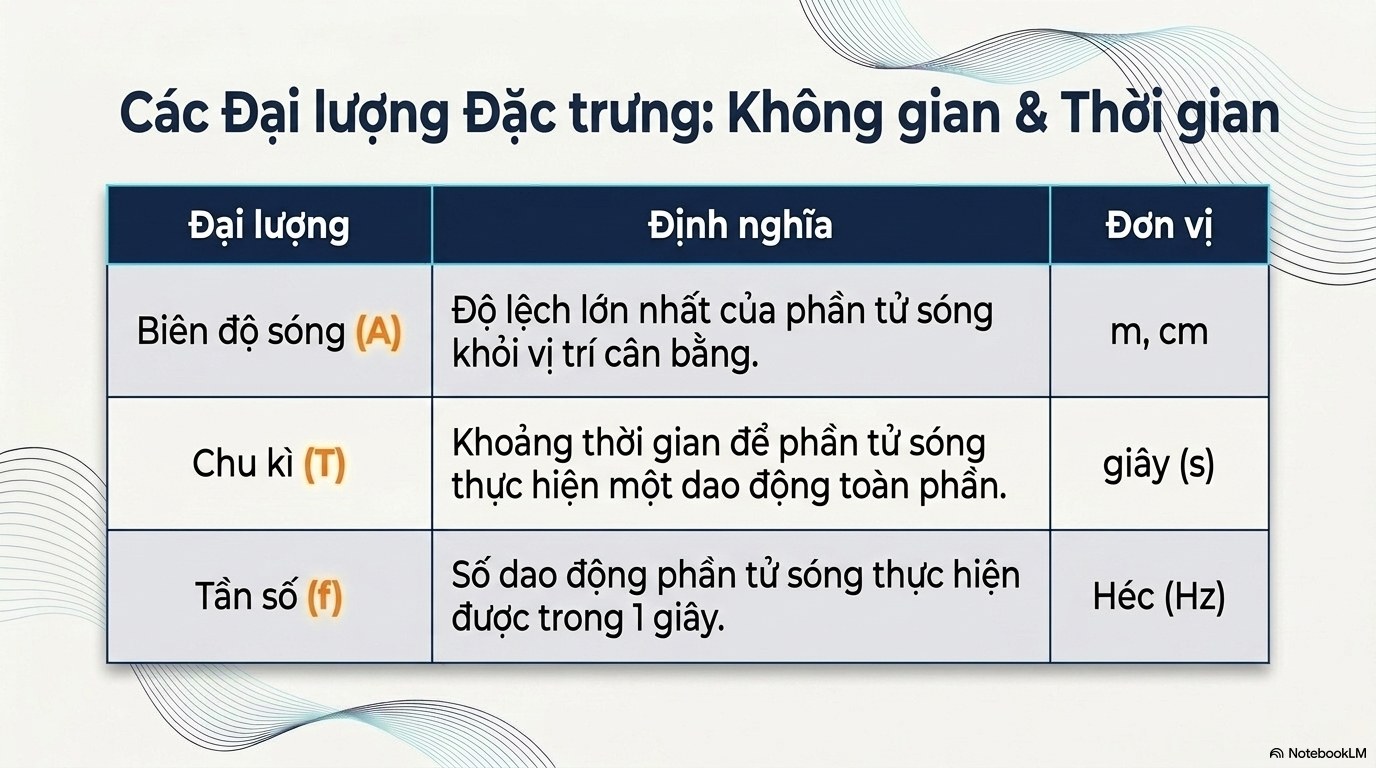 Các Đại lượng Đặc trưng: Không gian & Thời gian
Đại lượng
Định nghĩa
Đơn vị
Biên độ sóng (A)
Độ lệch lớn nhất của phần tử sóng
khỏi vị trí cân bằng.
m, cm
Chu kì (T)
Khoảng thời gian để phần tử sóng
thực hiện một dao động toàn phần.
giây (s)
Tần số (f)
Số dao động phần tử sóng thực hiện
được trong 1 giây.
Héc (Hz)
NotebookLM